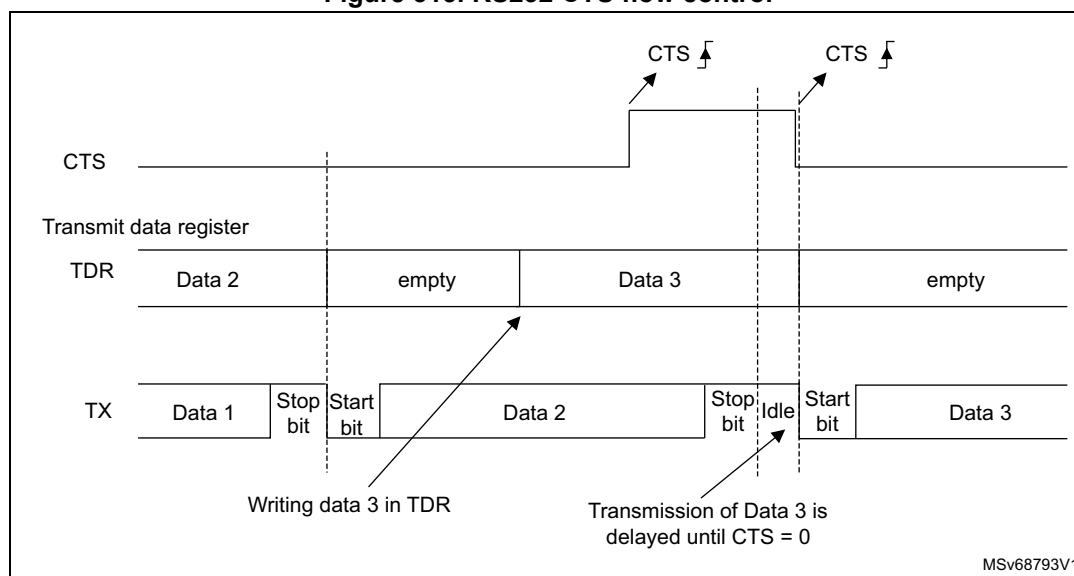 Figure 510. RS232 CTS flow control
CTS
CTS
CTS
Transmit data register
TDR
Data 2
empty
Data 3
empty
TX
Data 1
Stop
bit
Start
bit
Data 2
Stop
bit
Idle
Start
bit
Data 3
Writing data 3 in TDR
Transmission of Data 3 is
delayed until CTS = 0
MSv68793V1